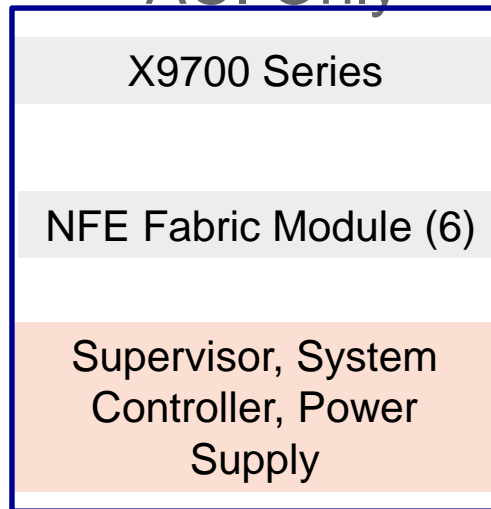 X9700 Series
NFE Fabric Module (6)
Supervisor, System
Controller, Power
Supply